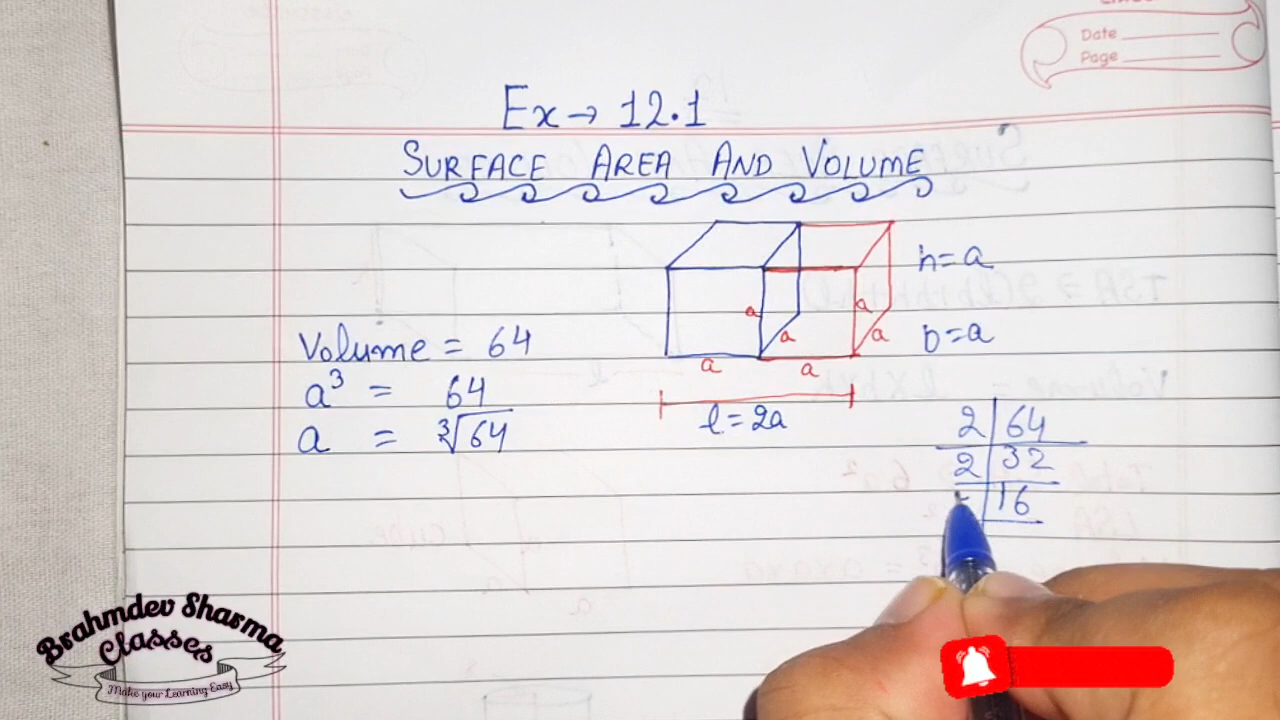 Date
Page
Ex → 12.1
SURFACE AREA AND VOLUME
h = a
b = a
a a a a
a a
l = 2a
Volume = 64
a³ = 64
a = ∛64
2 | 64
2 | 32
16
Brahmdev Sharma
Classes
Make your Learning Easy